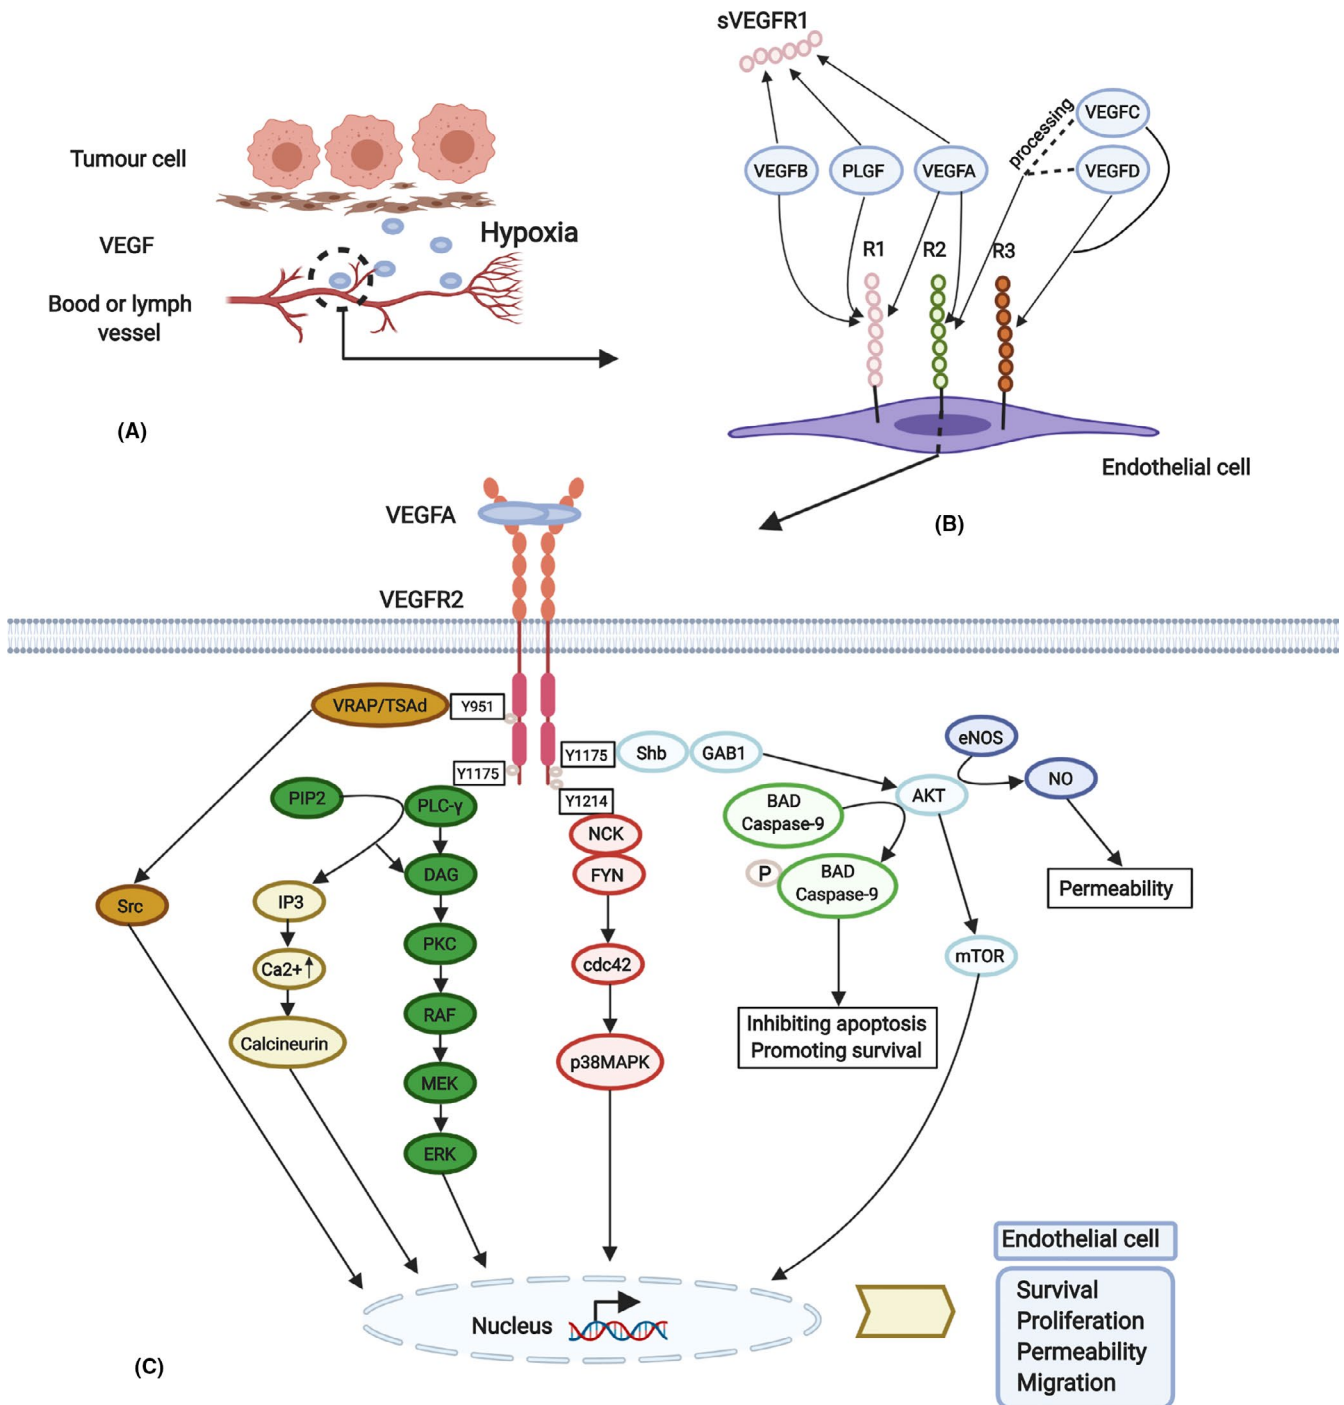 Tumour cell
VEGF
Hypoxia
Bood or lymph
vessel
(A)
sVEGFR1
VEGFB
PLGF
VEGFA
processing
VEGFC
VEGFD
R1
R2
R3
Endothelial cell
(B)
VEGFA
VEGFR2
VRAP/TSAd
Y951
Y1175
Y1175
Shb
GAB1
Y1214
PIP2
PLC-γ
NCK
FYN
BAD
Caspase-9
AKT
eNOS
NO
P
BAD
Caspase-9
Permeability
Src
IP3
DAG
Ca2+
PKC
cdc42
mTOR
Calcineurin
RAF
p38MAPK
Inhibiting apoptosis
Promoting survival
MEK
ERK
Nucleus
Endothelial cell
Survival
Proliferation
Permeability
Migration
(C)